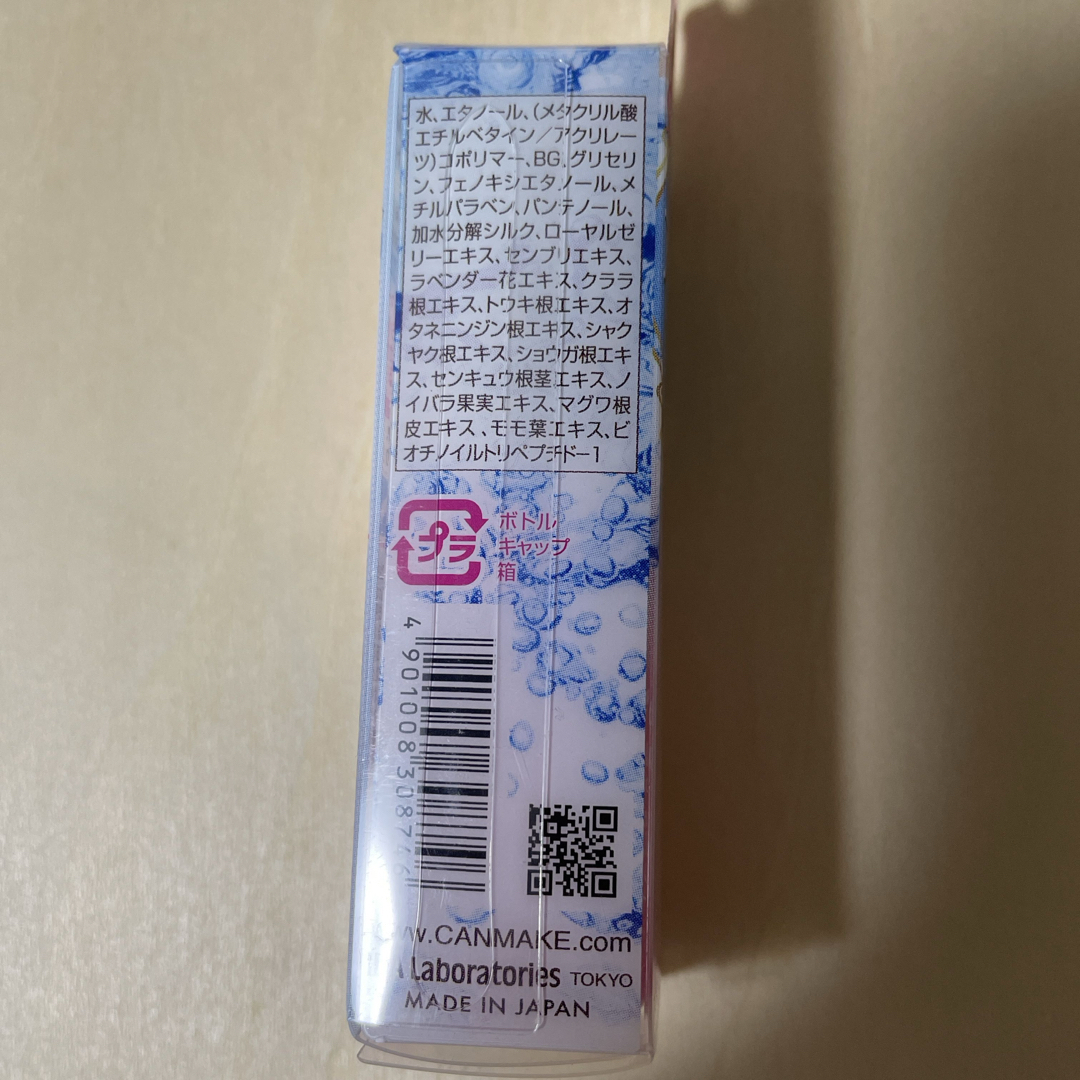 水、エタノール、(メタクリル酸
エチルベタイン／アクリレー
ツ)コポリマー、BG、グリセリ
ン、フェノキシエタノール、メ
チルパラベン、パンテノール、
加水分解シルク、ローヤルゼ
リーエキス、センブリエキス、
ラベンダー花エキス、クララ
根エキス、トウキ根エキス、オ
タネニンジン根エキス、シャク
ヤク根エキス、ショウガ根エキ
ス、センキュウ根茎エキス、ノ
イバラ果実エキス、マグワ根
皮エキス、モモ葉エキス、ビ
オチノイルトリペプチド-1
プラ
ボトル
キャップ
箱
4 901008 308746
w.CANMAKE.com
Laboratories TOKYO
MADE IN JAPAN